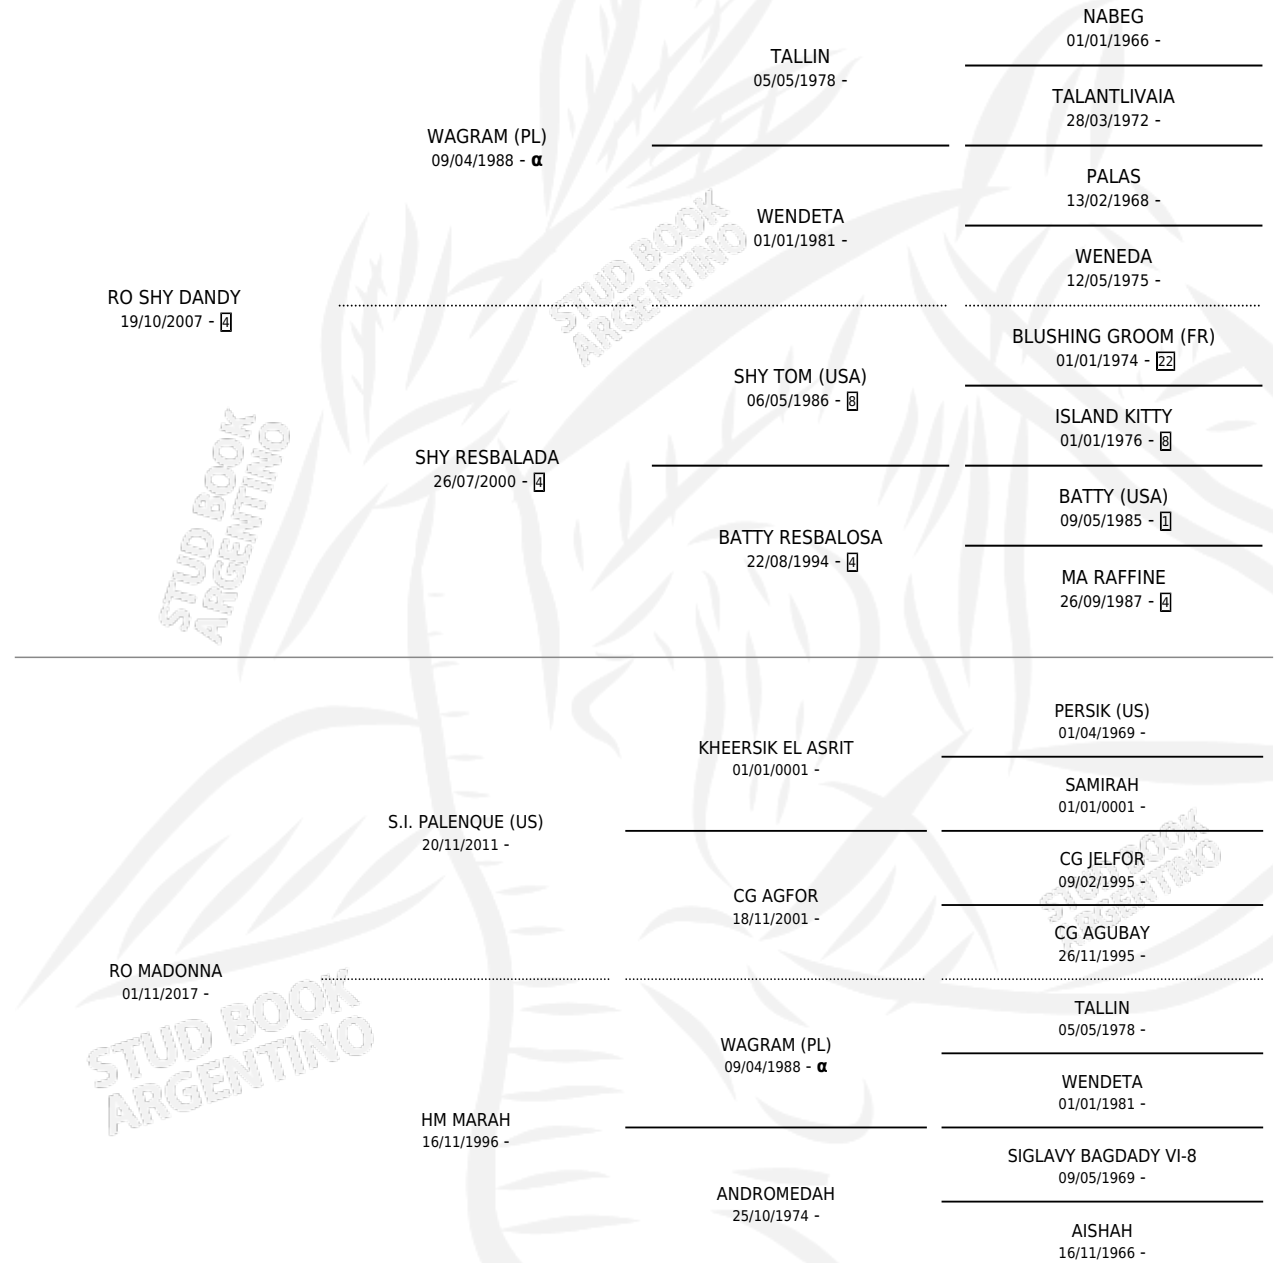 NABEG
01/01/1966 -
TALLIN
05/05/1978 -
TALANTLIVAIA
28/03/1972 -
WAGRAM (PL)
09/04/1988 - α
PALAS
13/02/1968 -
WENDETA
01/01/1981 -
WENEDA
12/05/1975 -
RO SHY DANDY
19/10/2007 - 4
BLUSHING GROOM (FR)
01/01/1974 - 22
SHY TOM (USA)
06/05/1986 - 8
ISLAND KITTY
01/01/1976 - 8
SHY RESBALADA
26/07/2000 - 4
BATTY (USA)
09/05/1985 - 1
BATTY RESBALOSA
22/08/1994 - 4
MA RAFFINE
26/09/1987 - 4
STUD BOOK
ARGENTINO
STUD BOOK
ARGENTINO
PERSIK (US)
01/04/1969 -
KHEERSIK EL ASRIT
01/01/0001 -
SAMIRAH
01/01/0001 -
S.I. PALENQUE (US)
20/11/2011 -
CG JELFOR
09/02/1995 -
CG AGFOR
18/11/2001 -
CG AGUBAY
26/11/1995 -
RO MADONNA
01/11/2017 -
TALLIN
05/05/1978 -
WAGRAM (PL)
09/04/1988 - α
WENDETA
01/01/1981 -
HM MARAH
16/11/1996 -
SIGLAVY BAGDADY VI-8
09/05/1969 -
ANDROMEDAH
25/10/1974 -
AISHAH
16/11/1966 -
STUD BOOK
ARGENTINO
STUD BOOK
ARGENTINO